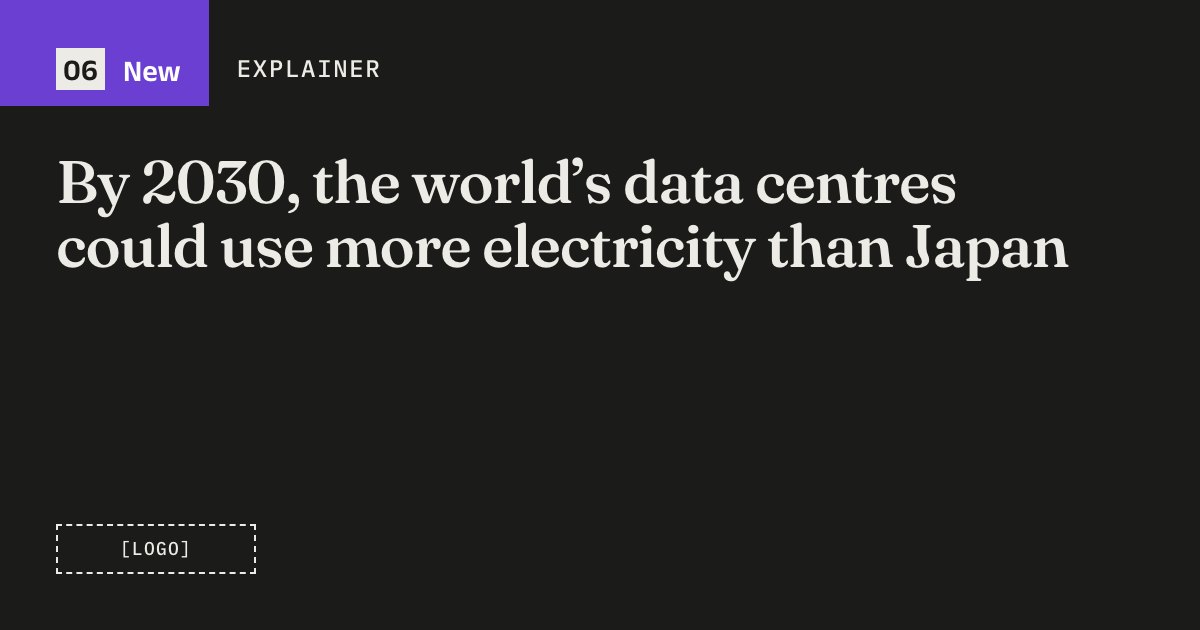 06 New EXPLAINER
By 2030, the world’s data centres
could use more electricity than Japan
[LOGO]